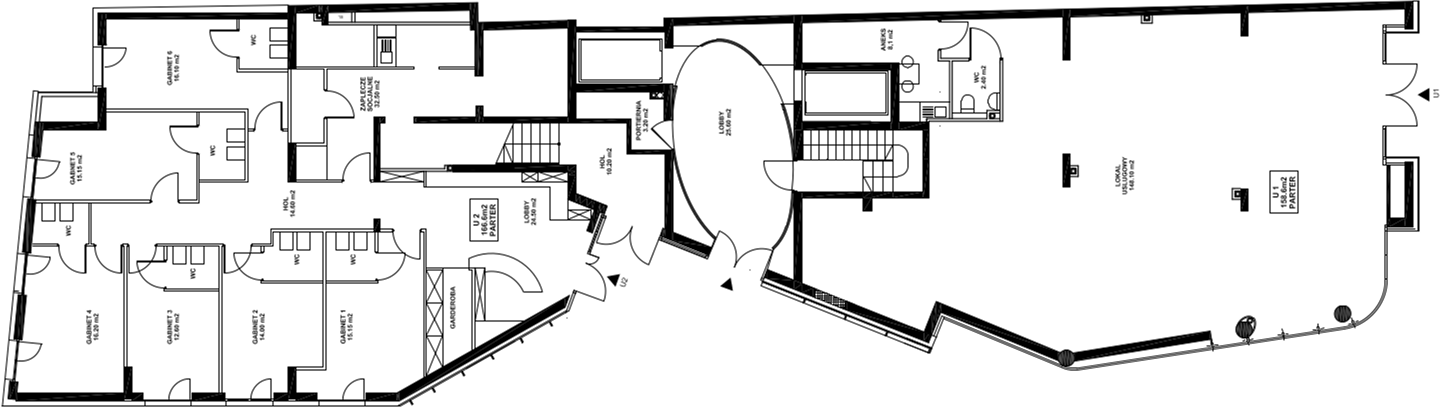 GABINET 6
16.10 m2
WC
ZAPLECZE
SOCJALNE
32.50 m2
PORTIERNIA
3.20 m2
LOBBY
25.60 m2
ANEKS
8,1 m2
WC
2.40 m2
U1
GABINET 5
15.15 m2
WC
HOL
14.60 m2
HOL
10.20 m2
U 2
166.6m2
PARTER
LOBBY
24.50 m2
LOKAL
USLUGOWY
148.10 m2
U 1
158.6m2
PARTER
WC
WC
WC
WC
GABINET 4
16.20 m2
GABINET 3
12.60 m2
GABINET 2
14.00 m2
GABINET 1
15.15 m2
GARDEROBA
U2